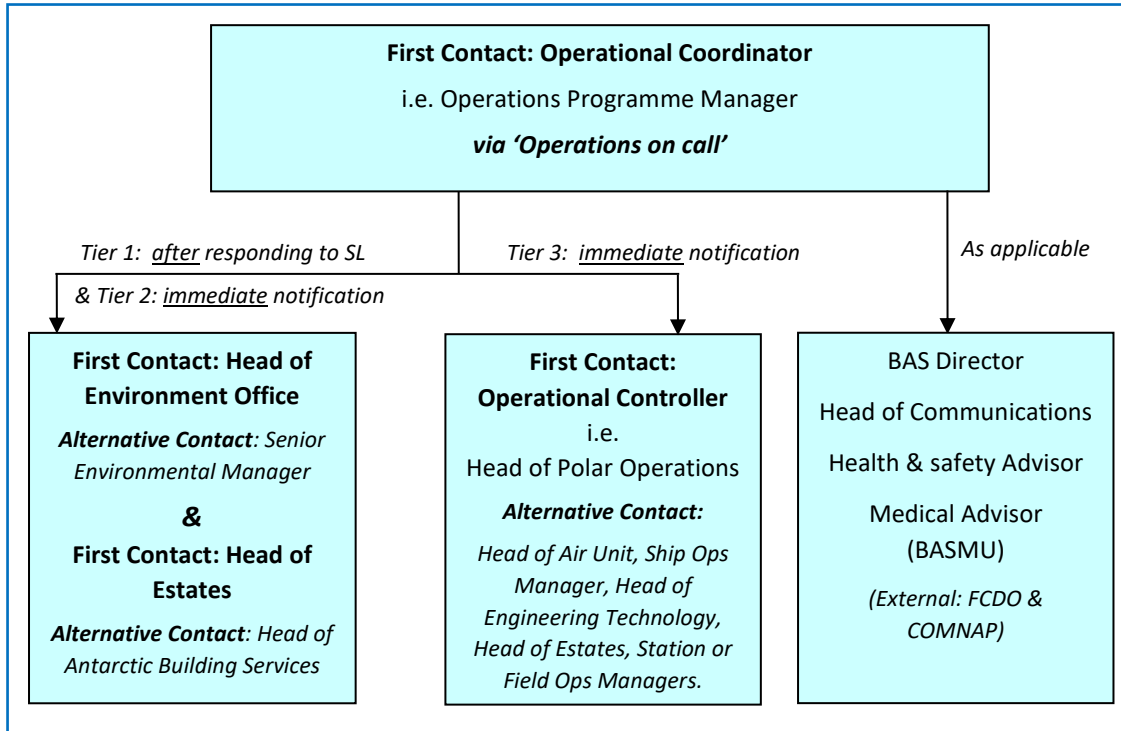 First Contact: Operational Coordinator
i.e. Operations Programme Manager
via ‘Operations on call’
Tier 1: after responding to SL
& Tier 2: immediate notification
Tier 3: immediate notification
As applicable
First Contact: Head of
Environment Office
Alternative Contact: Senior
Environmental Manager
&
First Contact: Head of
Estates
Alternative Contact: Head of
Antarctic Building Services
First Contact:
Operational Controller
i.e.
Head of Polar Operations
Alternative Contact:
Head of Air Unit, Ship Ops
Manager, Head of
Engineering Technology,
Head of Estates, Station or
Field Ops Managers.
BAS Director
Head of Communications
Health & safety Advisor
Medical Advisor
(BASMU)
(External: FCDO &
COMNAP)